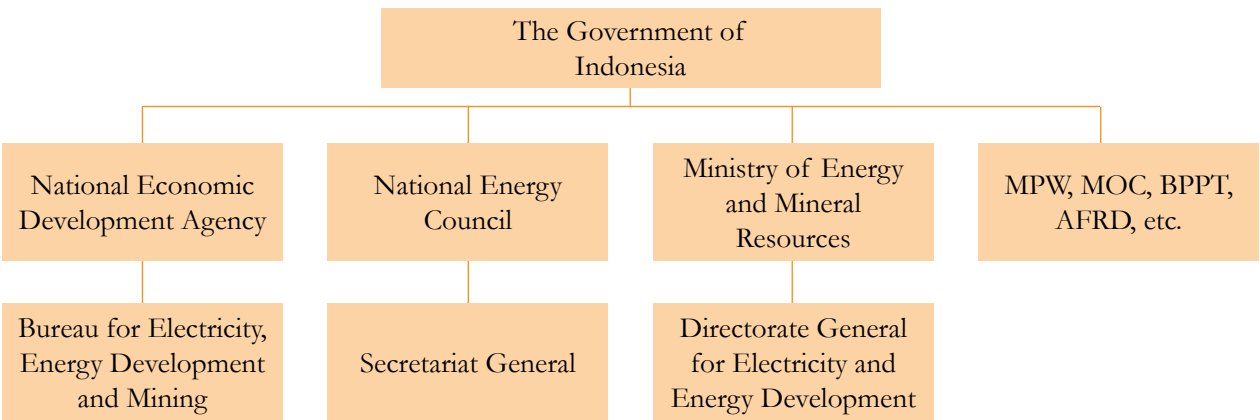 The Government of
Indonesia
National Economic
Development Agency
National Energy
Council
Ministry of Energy
and Mineral
Resources
MPW, MOC, BPPT,
AFRD, etc.
Bureau for Electricity,
Energy Development
and Mining
Secretariat General
Directorate General
for Electricity and
Energy Development